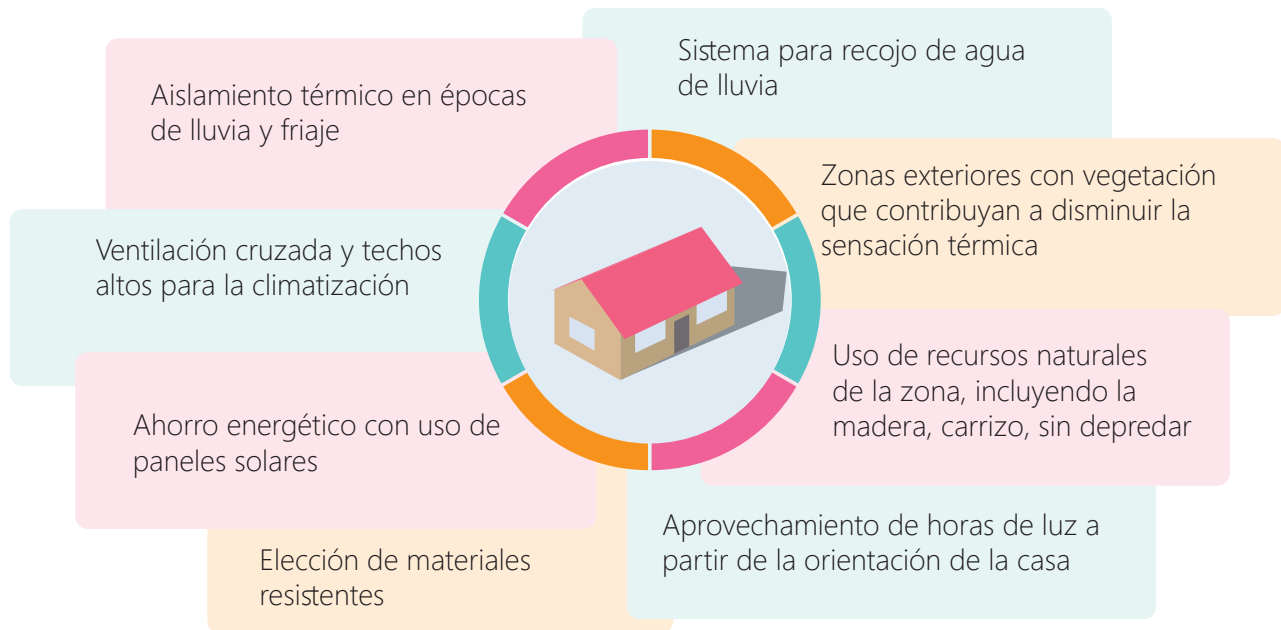 Aislamiento térmico en épocas
de lluvia y friaje
Sistema para recojo de agua
de lluvia
Ventilación cruzada y techos
altos para la climatización
Zonas exteriores con vegetación
que contribuyan a disminuir la
sensación térmica
Ahorro energético con uso de
paneles solares
Uso de recursos naturales
de la zona, incluyendo la
madera, carrizo, sin depredar
Elección de materiales
resistentes
Aprovechamiento de horas de luz a
partir de la orientación de la casa